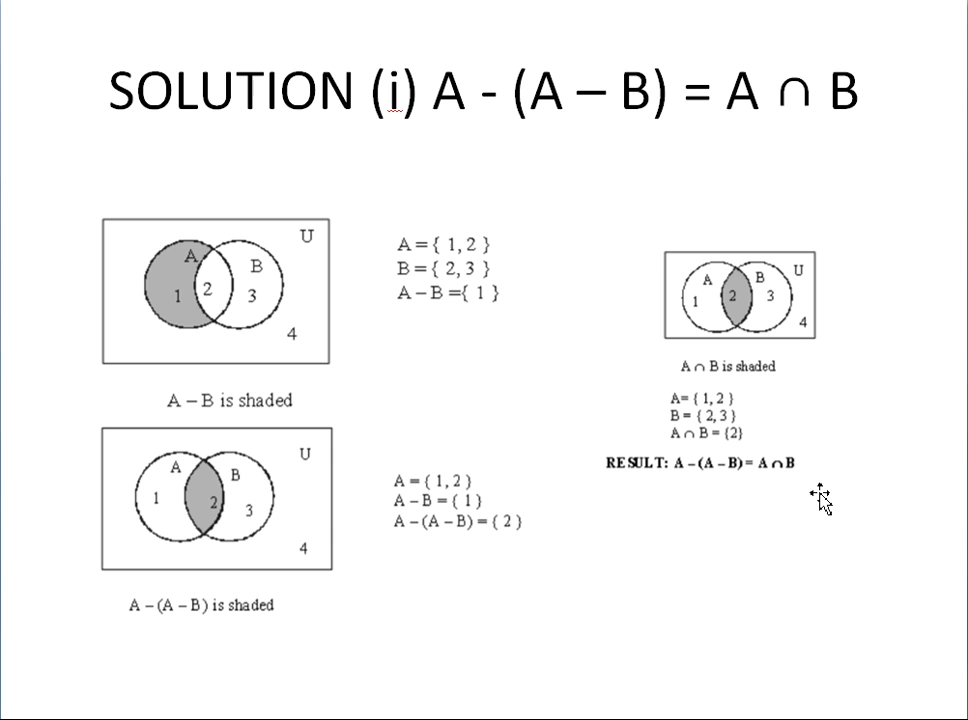 SOLUTION (i) A - (A – B) = A ∩ B
U
A
B
1
2
3
4
A – B is shaded
A = { 1, 2 }
B = { 2, 3 }
A – B ={ 1 }
U
A
B
1
2
3
4
A – (A – B) is shaded
A = { 1, 2 }
A – B = { 1 }
A – (A – B) = { 2 }
U
A
B
1
2
3
4
A ∩ B is shaded
A= { 1, 2 }
B = { 2, 3 }
A ∩ B = {2}
RESULT: A – (A – B) = A ∩ B